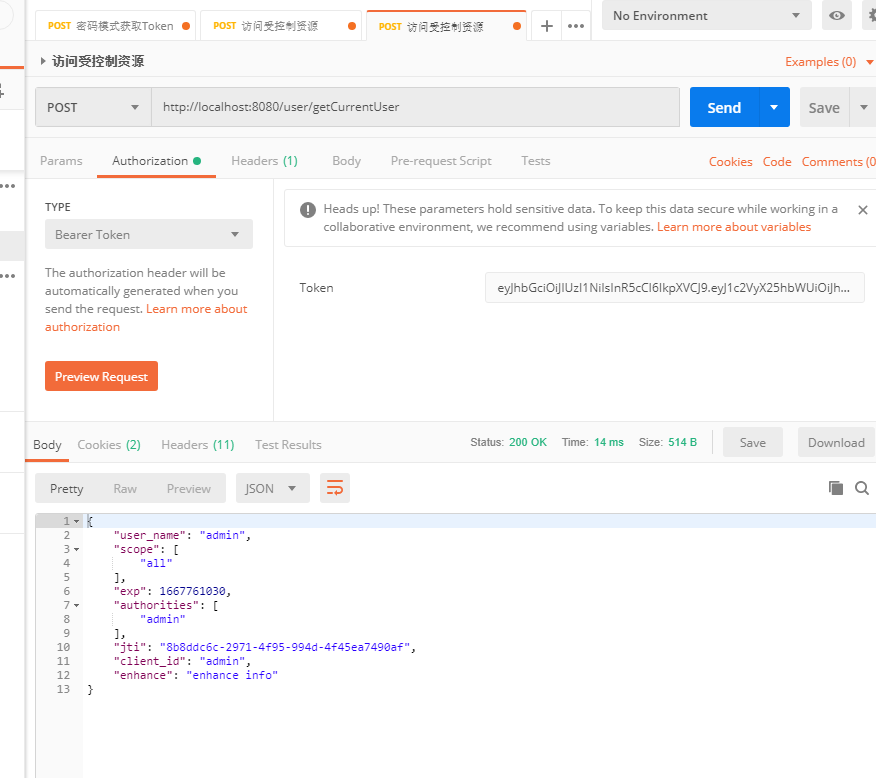 POST 密码模式获取Token POST 访问受控制资源 POST 访问受控制资源 No Environment
访问受控制资源 Examples (0)
POST http://localhost:8080/user/getCurrentUser Send Save
Params Authorization Headers (1) Body Pre-request Script Tests Cookies Code Comments (0
TYPE
Bearer Token
The authorization header will be
automatically generated when you
send the request. Learn more about
authorization
Preview Request
Heads up! These parameters hold sensitive data. To keep this data secure while working in a
collaborative environment, we recommend using variables. Learn more about variables
Token eyJhbGciOiJIUzI1NiIsInR5cCI6IkpXVCJ9.eyJ1c2VyX25hbWUiOiJh...
Body Cookies (2) Headers (11) Test Results Status: 200 OK Time: 14 ms Size: 514 B Save Download
Pretty Raw Preview JSON
1 {
2 "user_name": "admin",
3 "scope": [
4 "all"
5 ],
6 "exp": 1667761030,
7 "authorities": [
8 "admin"
9 ],
10 "jti": "8b8ddc6c-2971-4f95-994d-4f45ea7490af",
11 "client_id": "admin",
12 "enhance": "enhance info"
13 }